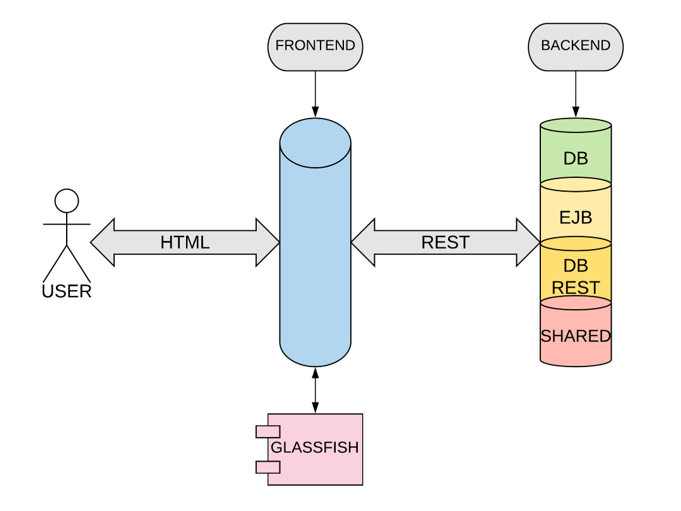 FRONTEND
BACKEND
DB
EJB
HTML
REST
DB
REST
USER
SHARED
GLASSFISH